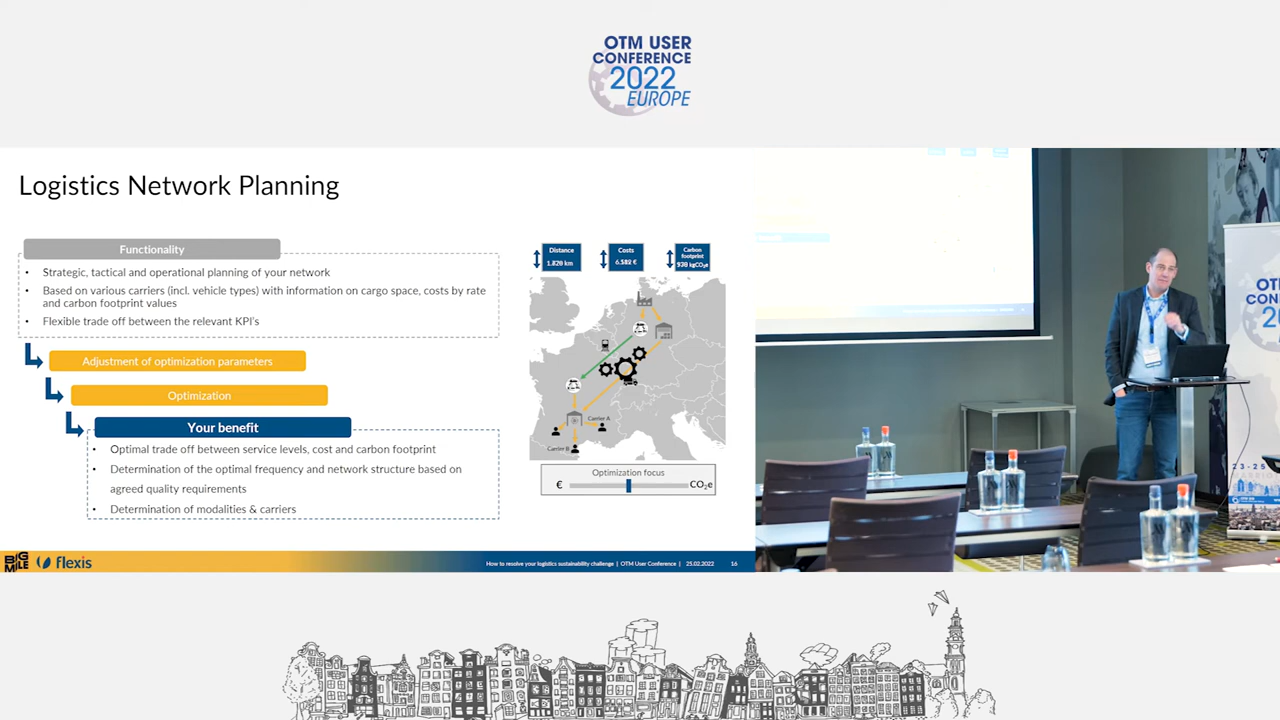 OTM USER
CONFERENCE
2022
EUROPE
Logistics Network Planning
Functionality
• Strategic, tactical and operational planning of your network
• Based on various carriers (incl. vehicle types) with information on cargo space, costs by rate
and carbon footprint values
• Flexible trade off between the relevant KPI's
Adjustment of optimization parameters
Optimization
Your benefit
• Optimal trade off between service levels, cost and carbon footprint
• Determination of the optimal frequency and network structure based on
agreed quality requirements
• Determination of modalities & carriers
Distance
km
Costs
€
Carbon
footprint
kgCO₂e
Carrier A
Carrier B
Optimization focus
€ CO₂e
BIG
MILE
flexis
How to resolve your logistics sustainability challenge | OTM User Conference | 25.02.2022 16
23-25